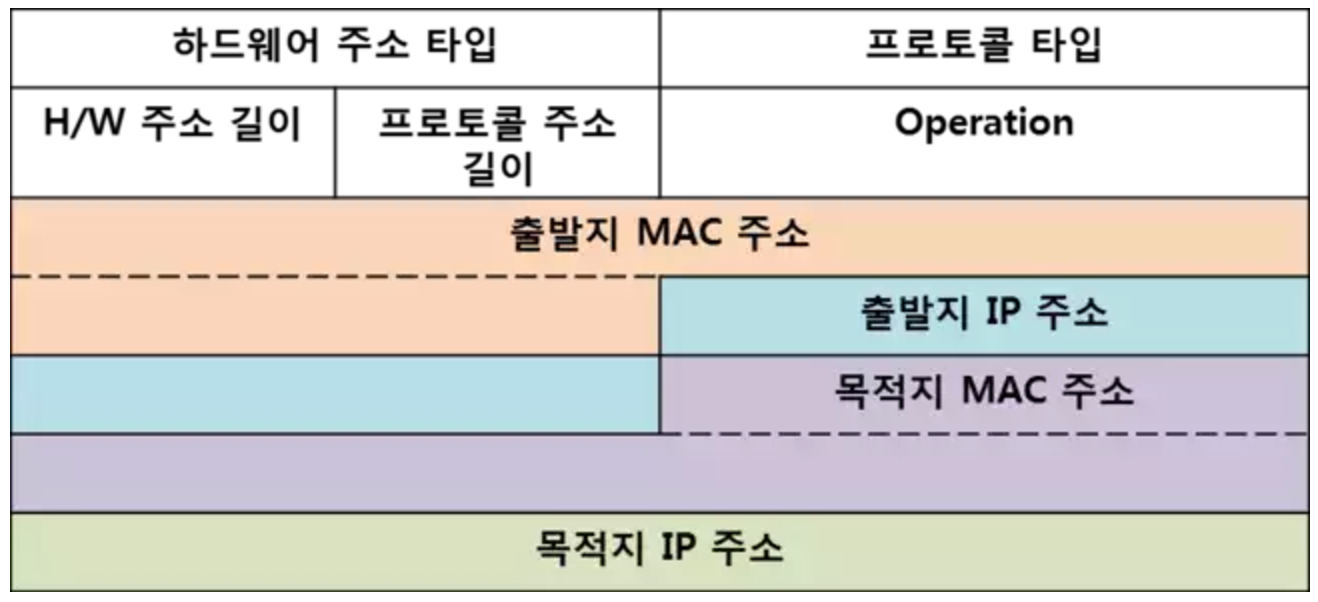 하드웨어 주소 타입
프로토콜 타입
H/W 주소 길이
프로토콜 주소
길이
Operation
출발지 MAC 주소
출발지 IP 주소
목적지 MAC 주소
목적지 IP 주소